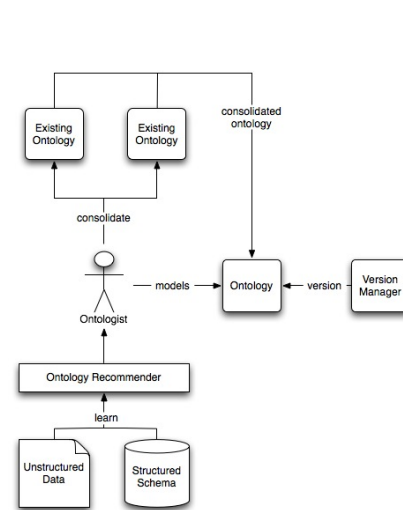 consolidated
ontology
Existing
Ontology
Existing
Ontology
consolidate
models
Ontology
version
Version
Manager
Ontologist
Ontology Recommender
learn
Unstructured
Data
Structured
Schema